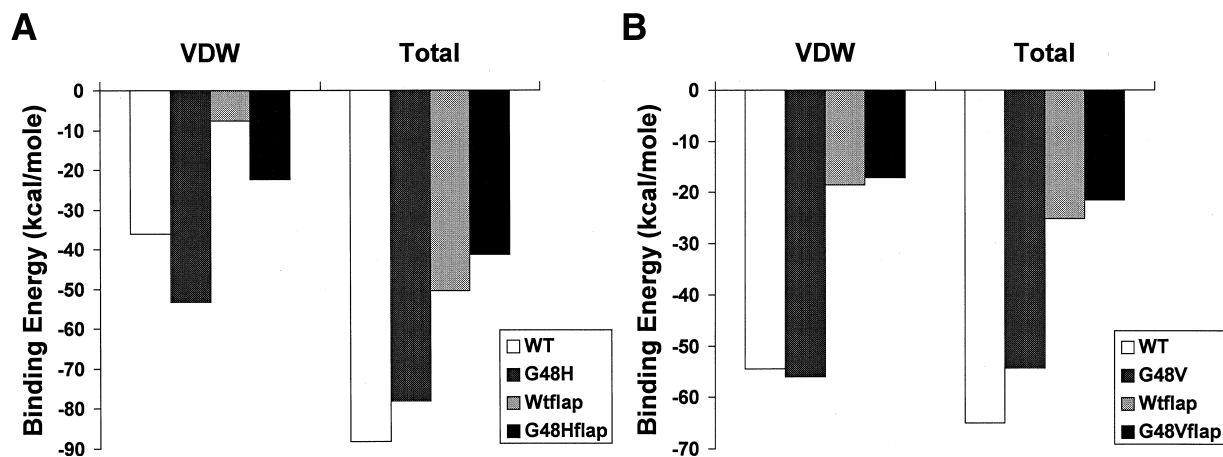 A
VDW
Total
Binding Energy (kcal/mole)
0
-10
-20
-30
-40
-50
-60
-70
-80
-90
WT
G48H
Wtflap
G48Hflap
B
VDW
Total
Binding Energy (kcal/mole)
0
-10
-20
-30
-40
-50
-60
-70
WT
G48V
Wtflap
G48Vflap